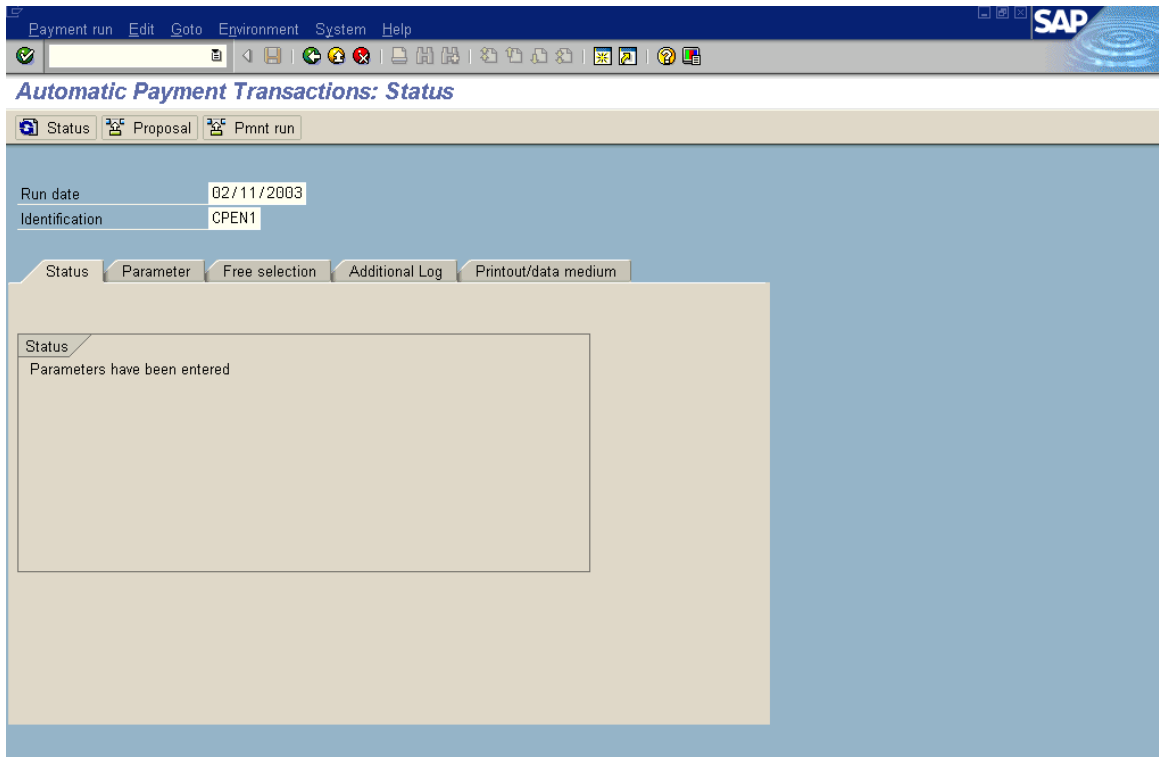 Payment run Edit Goto Environment System Help
SAP
Automatic Payment Transactions: Status
Status Proposal Pmnt run
Run date 02/11/2003
Identification CPEN1
Status Parameter Free selection Additional Log Printout/data medium
Status
Parameters have been entered